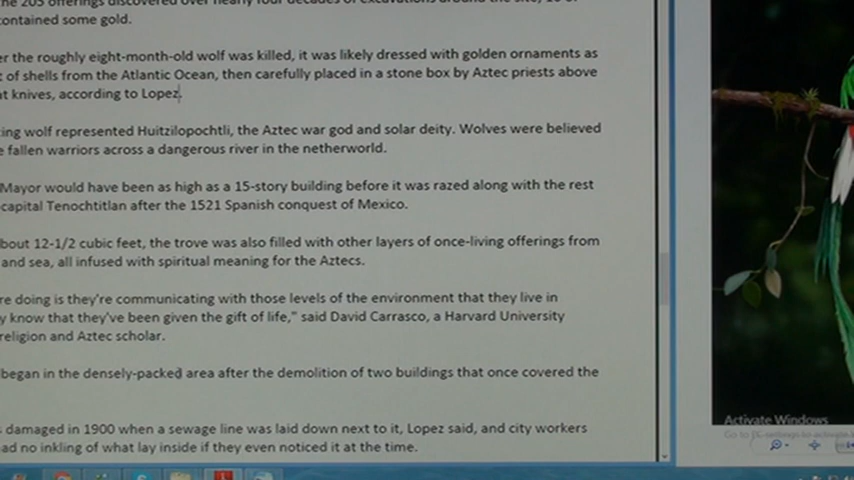 the 205 offerings discovered over nearly four decades of excavations around the site,
contained some gold.
er the roughly eight-month-old wolf was killed, it was likely dressed with golden ornaments as
t of shells from the Atlantic Ocean, then carefully placed in a stone box by Aztec priests above
nt knives, according to Lopez.
ing wolf represented Huitzilopochtli, the Aztec war god and solar deity. Wolves were believed
e fallen warriors across a dangerous river in the netherworld.
Mayor would have been as high as a 15-story building before it was razed along with the rest
capital Tenochtitlan after the 1521 Spanish conquest of Mexico.
bout 12-1/2 cubic feet, the trove was also filled with other layers of once-living offerings from
and sea, all infused with spiritual meaning for the Aztecs.
re doing is they're communicating with those levels of the environment that they live in
y know that they've been given the gift of life," said David Carrasco, a Harvard University
religion and Aztec scholar.
began in the densely-packed area after the demolition of two buildings that once covered the
s damaged in 1900 when a sewage line was laid down next to it, Lopez said, and city workers
ad no inkling of what lay inside if they even noticed it at the time.
Activate Windows
Go to PC settings to activate